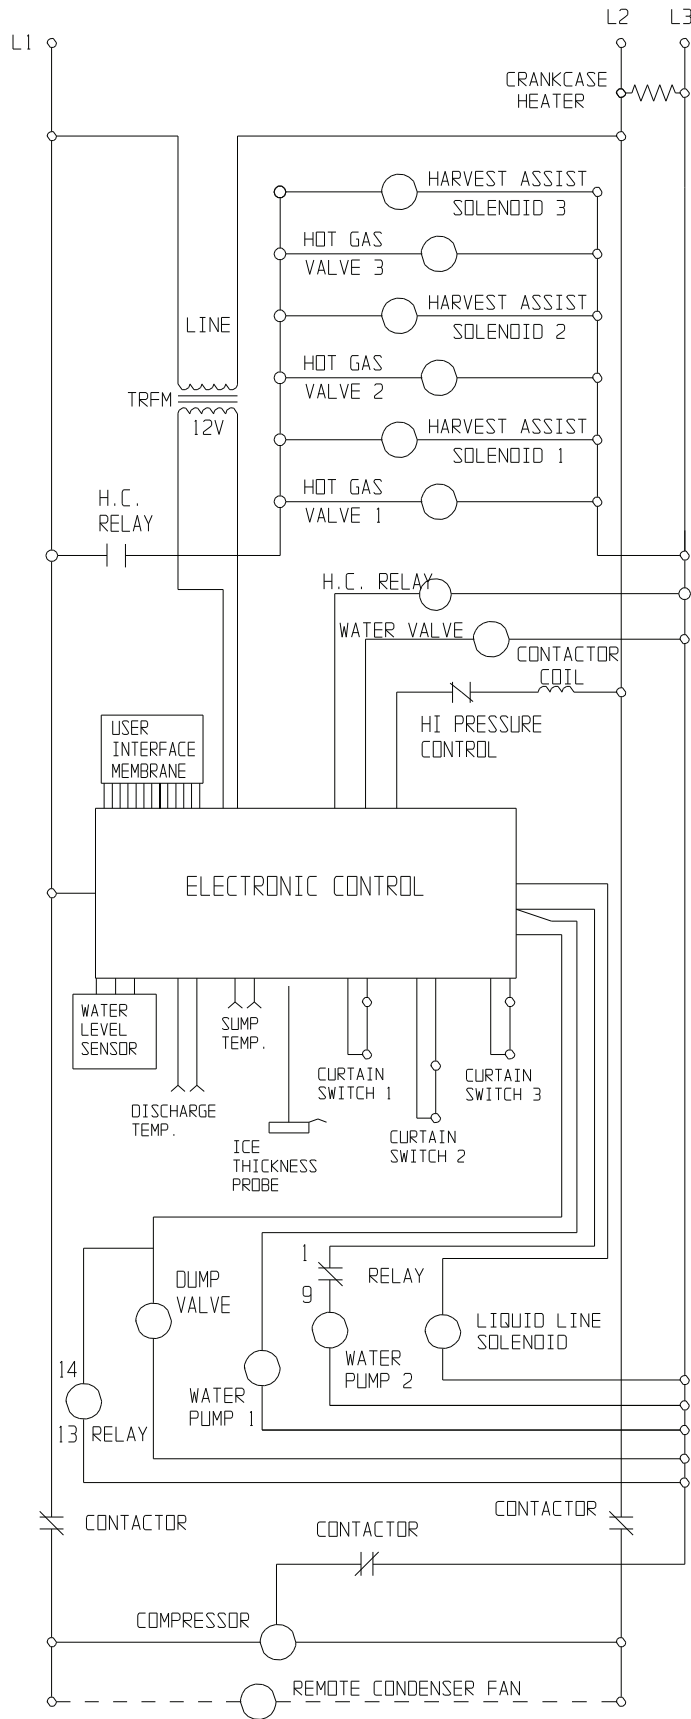 L1
L2
L3
CRANKCASE
HEATER
HARVEST ASSIST
SOLENOID 3
HOT GAS
VALVE 3
LINE
HARVEST ASSIST
SOLENOID 2
HOT GAS
VALVE 2
TRFM
12V
HARVEST ASSIST
SOLENOID 1
HOT GAS
VALVE 1
H.C.
RELAY
H.C. RELAY
WATER VALVE
CONTACTOR
COIL
HI PRESSURE
CONTROL
USER
INTERFACE
MEMBRANE
ELECTRONIC CONTROL
WATER
LEVEL
SENSOR
SUMP
TEMP.
DISCHARGE
TEMP.
ICE
THICKNESS
PROBE
CURTAIN
SWITCH 1
CURTAIN
SWITCH 2
CURTAIN
SWITCH 3
1
RELAY
9
DUMP
VALVE
LIQUID LINE
SOLENOID
WATER
PUMP 2
14
WATER
PUMP 1
13 RELAY
CONTACTOR
CONTACTOR
CONTACTOR
COMPRESSOR
REMOTE CONDENSER FAN